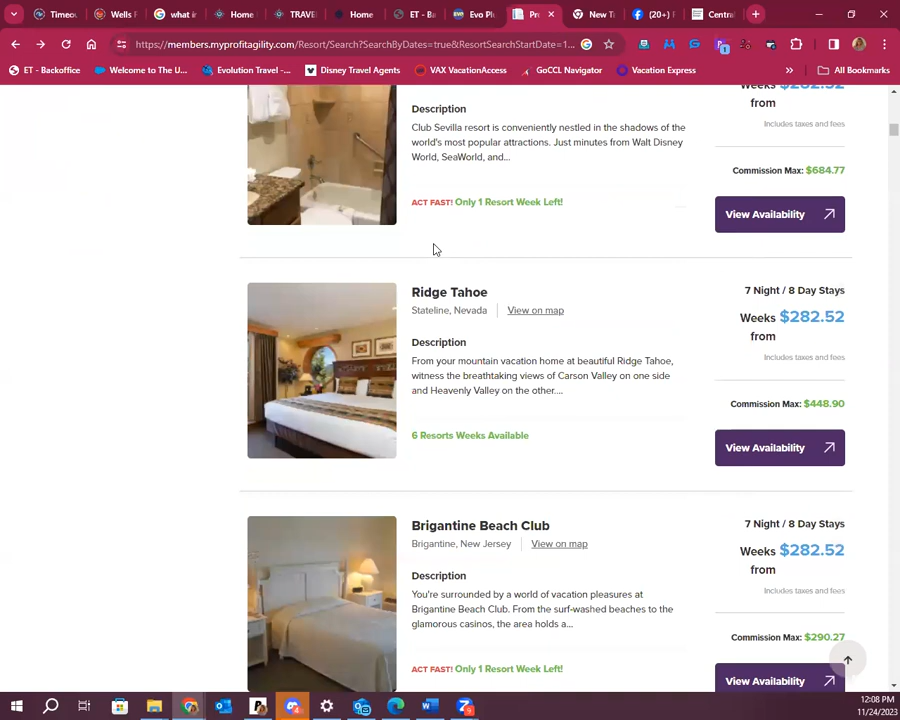 Timeo
Wells F
what in
Home
TRAVE
Home
ET - Ba
Evo Plu
Pro
New T
(20+) F
Centra
https://members.myprofitagility.com/Resort/Search?SearchByDates=true&ResortSearchStartDate=1...
ET - Backoffice
Welcome to The U...
Evolution Travel -...
Disney Travel Agents
VAX VacationAccess
GoCCL Navigator
Vacation Express
»
All Bookmarks
Weeks $282.52
from
Includes taxes and fees
Description
Club Sevilla resort is conveniently nestled in the shadows of the
world's most popular attractions. Just minutes from Walt Disney
World, SeaWorld, and...
Commission Max: $684.77
ACT FAST! Only 1 Resort Week Left!
View Availability
Ridge Tahoe
Stateline, Nevada
View on map
7 Night / 8 Day Stays
Weeks $282.52
from
Includes taxes and fees
Description
From your mountain vacation home at beautiful Ridge Tahoe,
witness the breathtaking views of Carson Valley on one side
and Heavenly Valley on the other....
Commission Max: $448.90
6 Resorts Weeks Available
View Availability
Brigantine Beach Club
Brigantine, New Jersey
View on map
7 Night / 8 Day Stays
Weeks $282.52
from
Includes taxes and fees
Description
You're surrounded by a world of vacation pleasures at
Brigantine Beach Club. From the surf-washed beaches to the
glamorous casinos, the area holds a...
Commission Max: $290.27
ACT FAST! Only 1 Resort Week Left!
View Availability
12:08 PM
11/24/2023